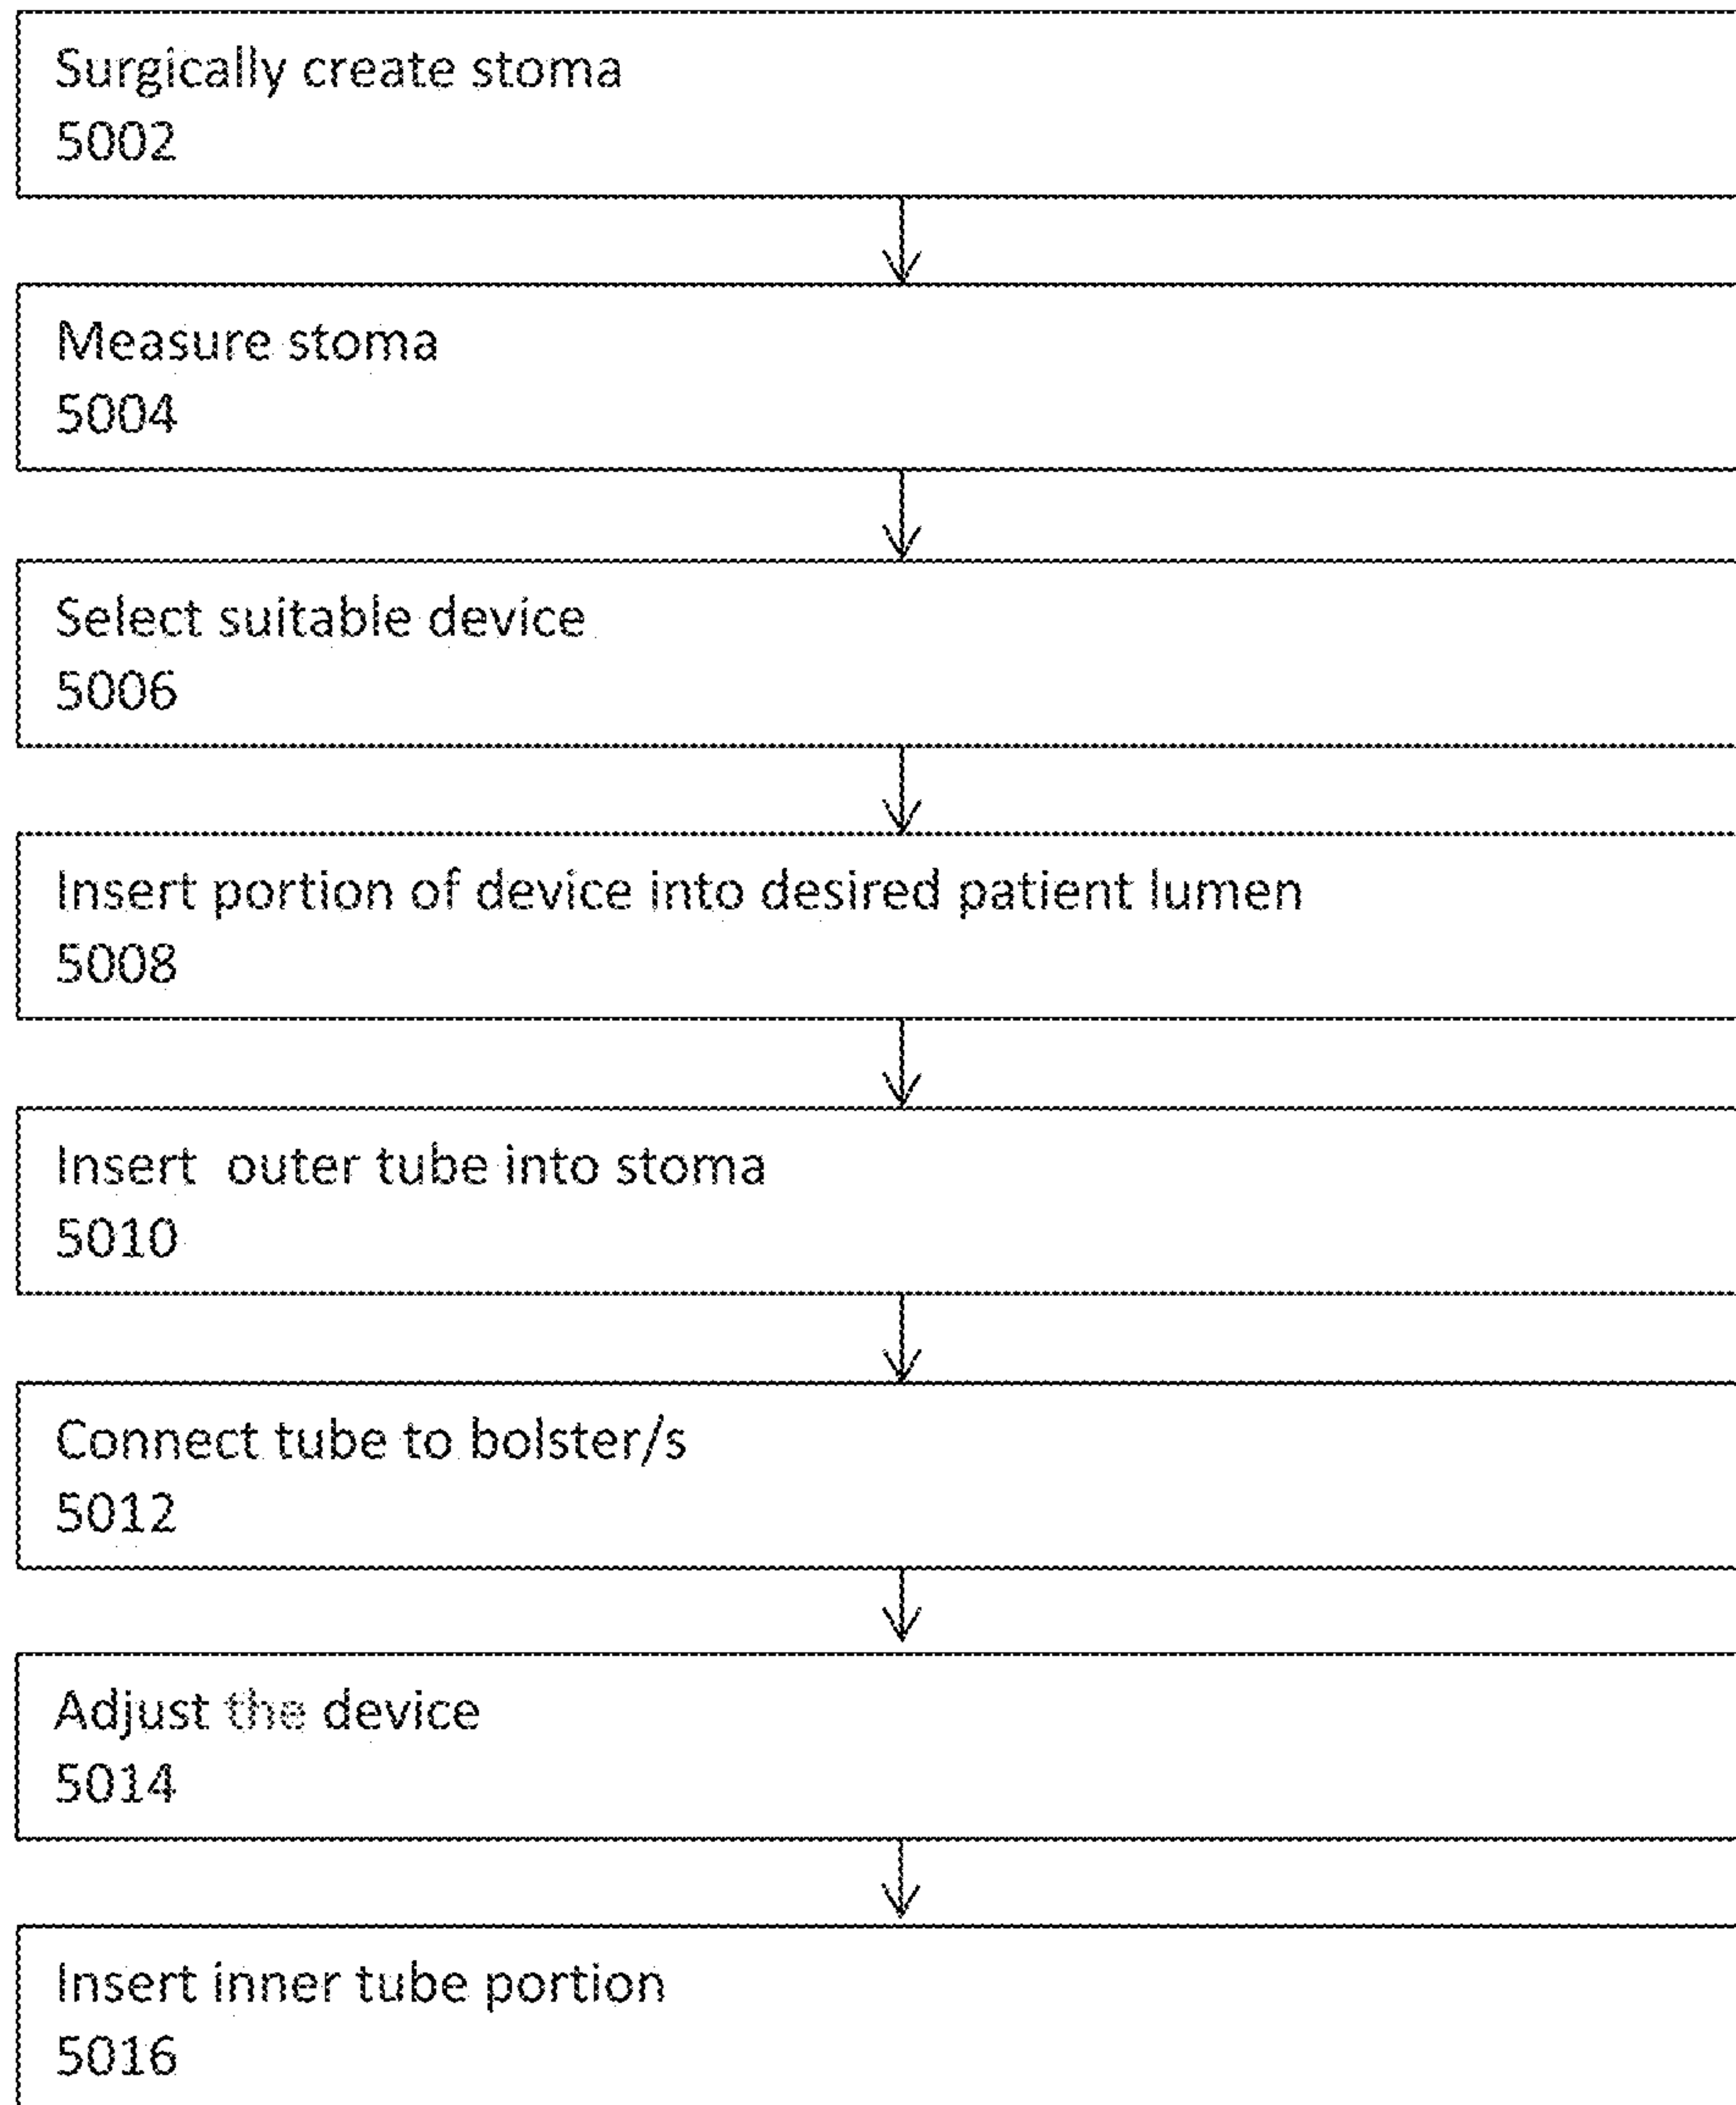 Surgically create stoma
5002
Measure stoma
5004
Select suitable device
5006
Insert portion of device into desired patient lumen
5008
Insert outer tube into stoma
5010
Connect tube to bolster/s
5012
Adjust the device
5014
Insert inner tube portion
5016